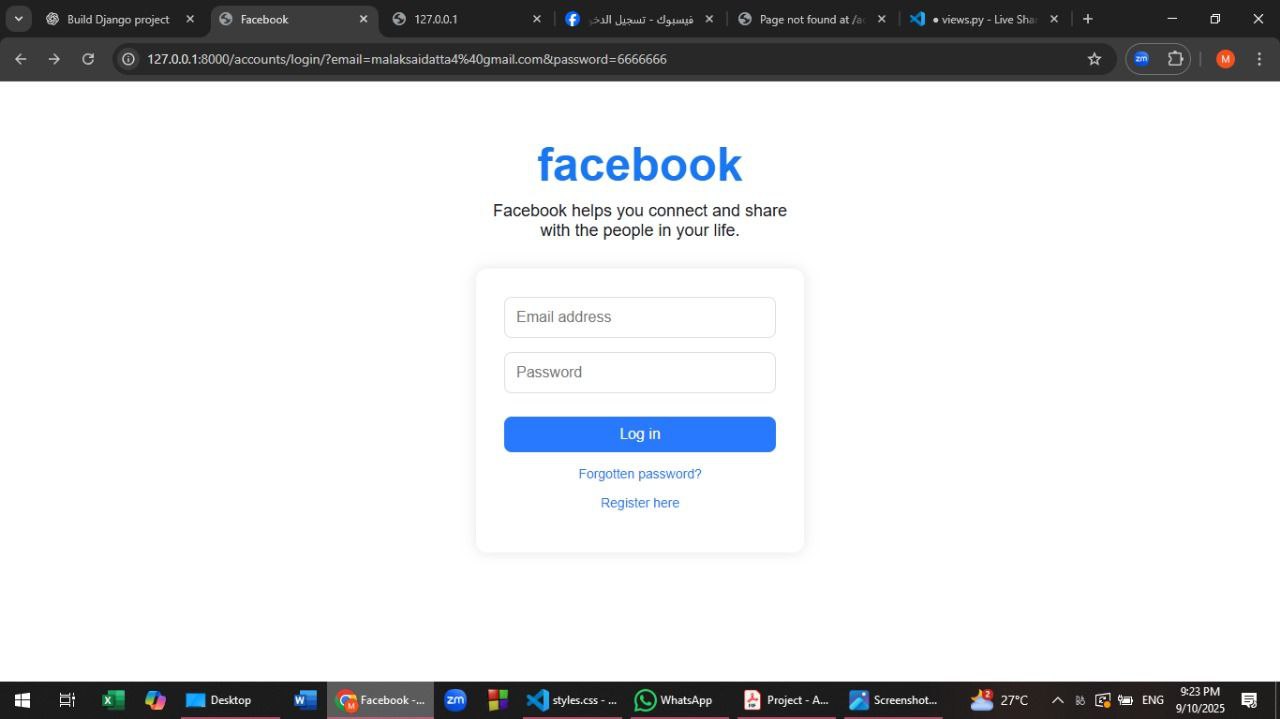 Build Django project
Facebook
127.0.0.1
فيسبوك - تسجيل الدخو
Page not found at /ac
● views.py - Live Shar
127.0.0.1:8000/accounts/login/?email=malaksaidatta4%40gmail.com&password=6666666
zm
M
facebook
Facebook helps you connect and share
with the people in your life.
Email address
Password
Log in
Forgotten password?
Register here
Desktop
Facebook -...
zm
styles.css - ...
WhatsApp
Project - A...
Screenshot...
2
27°C
ENG
9:23 PM
9/10/2025